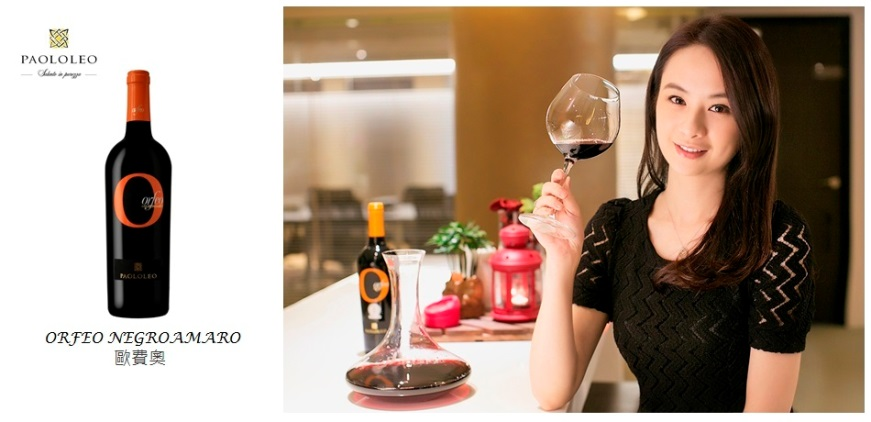 PAOLOLEO
Salento in purezza
O
orfeo
PAOLOLEO
ORFEO NEGROAMARO
歐費奧
O